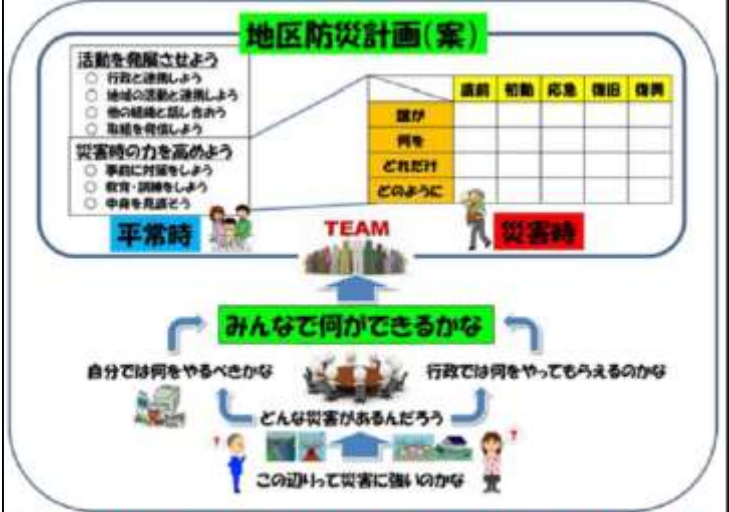 地区防災計画(案)
活動を発展させよう
○ 行政と連携しよう
○ 地域の活動と連携しよう
○ 他の組織と話し合おう
○ 取組を発信しよう
災害時の力を高めよう
○ 事前に対策をしよう
○ 教育・訓練をしよう
○ 中身を見直そう
平常時
直前 初動 応急 復旧 復興
誰が
何を
どれだけ
どのように
災害時
TEAM
みんなで何ができるかな
自分では何をやるべきかな
行政では何をやってもらえるのかな
どんな災害があるんだろう
? ?
この辺りって災害に強いのかな